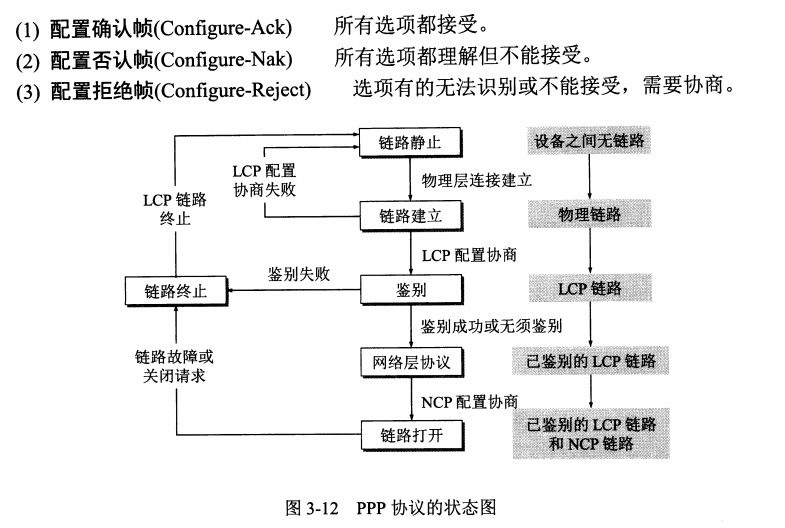 (1) 配置确认帧(Configure-Ack) 所有选项都接受。
(2) 配置否认帧(Configure-Nak) 所有选项都理解但不能接受。
(3) 配置拒绝帧(Configure-Reject) 选项有的无法识别或不能接受，需要协商。
链路静止
设备之间无链路
LCP 配置
协商失败
物理层连接建立
LCP 链路
终止
链路建立
物理链路
LCP 配置协商
鉴别失败
链路终止
鉴别
LCP 链路
鉴别成功或无须鉴别
链路故障或
关闭请求
网络层协议
已鉴别的 LCP 链路
NCP 配置协商
链路打开
已鉴别的 LCP 链路
和 NCP 链路
图 3-12 PPP 协议的状态图